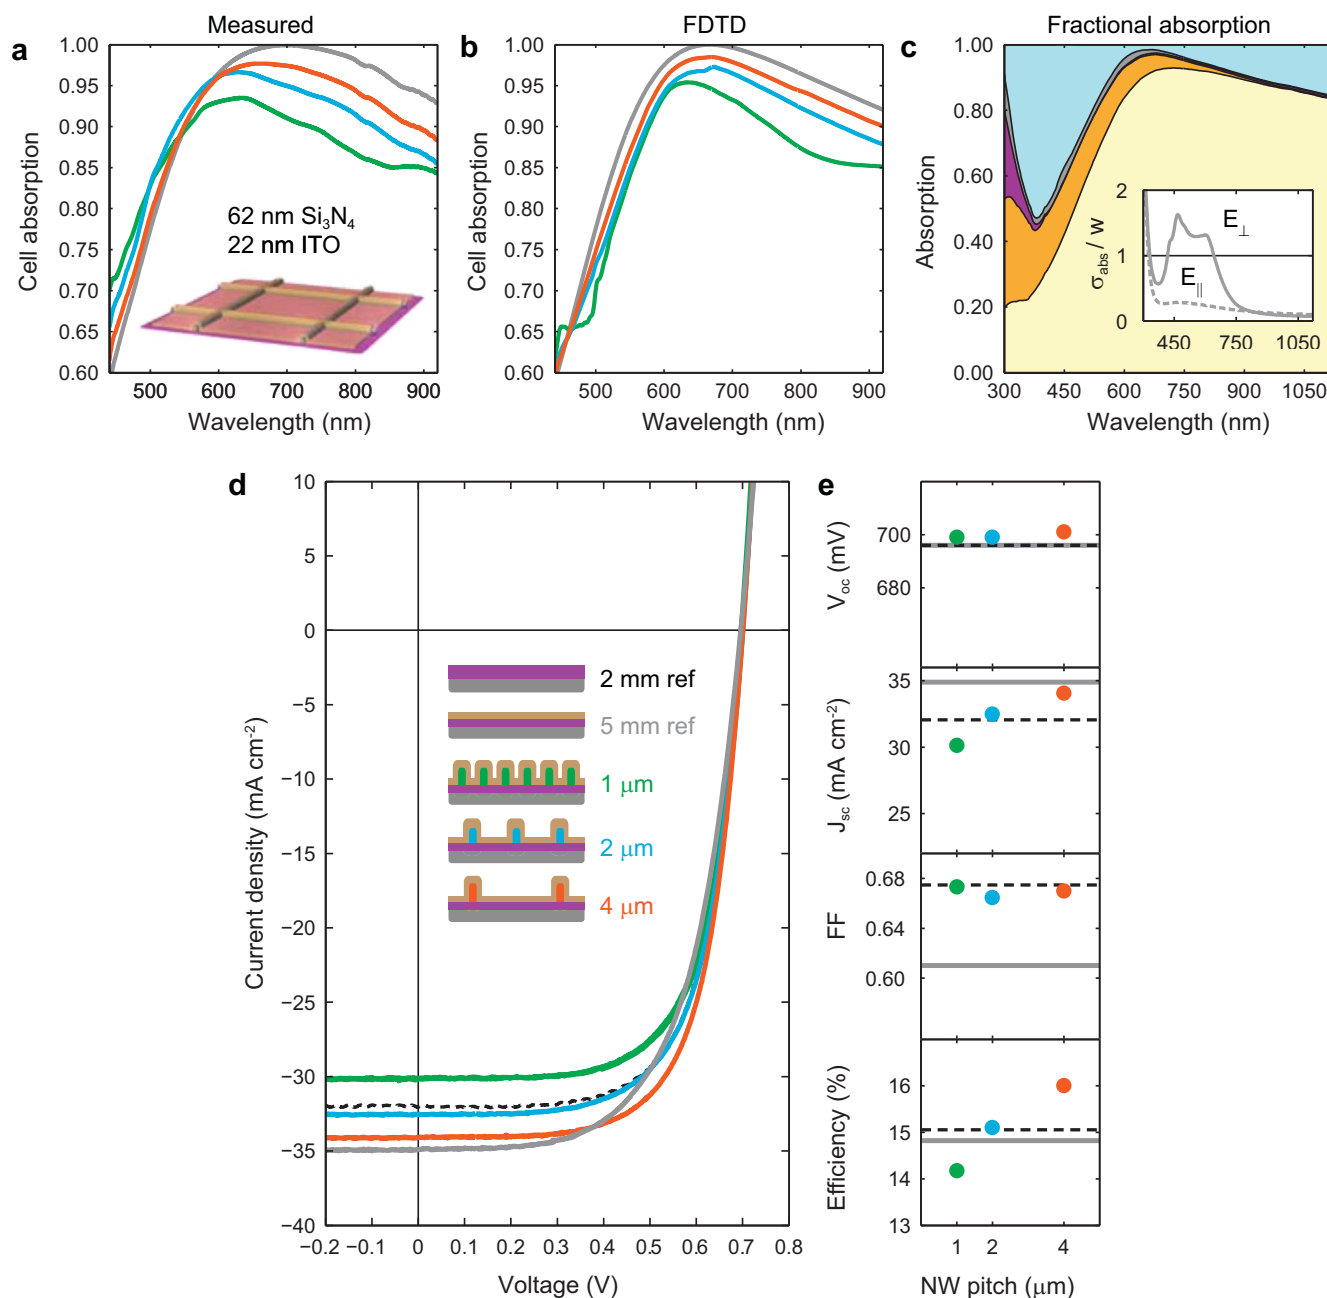 Measured
FDTD
Fractional absorption
a
b
c
1.00
0.95
0.90
0.85
0.80
0.75
0.70
0.65
0.60
Cell absorption
62 nm Si₃N₄
22 nm ITO
500 600 700 800 900
Wavelength (nm)
1.00
0.95
0.90
0.85
0.80
0.75
0.70
0.65
0.60
Cell absorption
500 600 700 800 900
Wavelength (nm)
1.00
0.80
0.60
0.40
0.20
0.00
Absorption
2
1
0
σabs / w
E⊥
E||
450 750 1050
300 450 600 750 900 1050
Wavelength (nm)
d
10
5
0
−5
−10
−15
−20
−25
−30
−35
−40
Current density (mA cm⁻²)
2 mm ref
5 mm ref
1 μm
2 μm
4 μm
−0.2 −0.1 0 0.1 0.2 0.3 0.4 0.5 0.6 0.7 0.8
Voltage (V)
e
700
680
Voc (mV)
35
30
25
Jsc (mA cm⁻²)
0.68
0.64
0.60
FF
16
15
14
13
Efficiency (%)
1 2 4
NW pitch (μm)